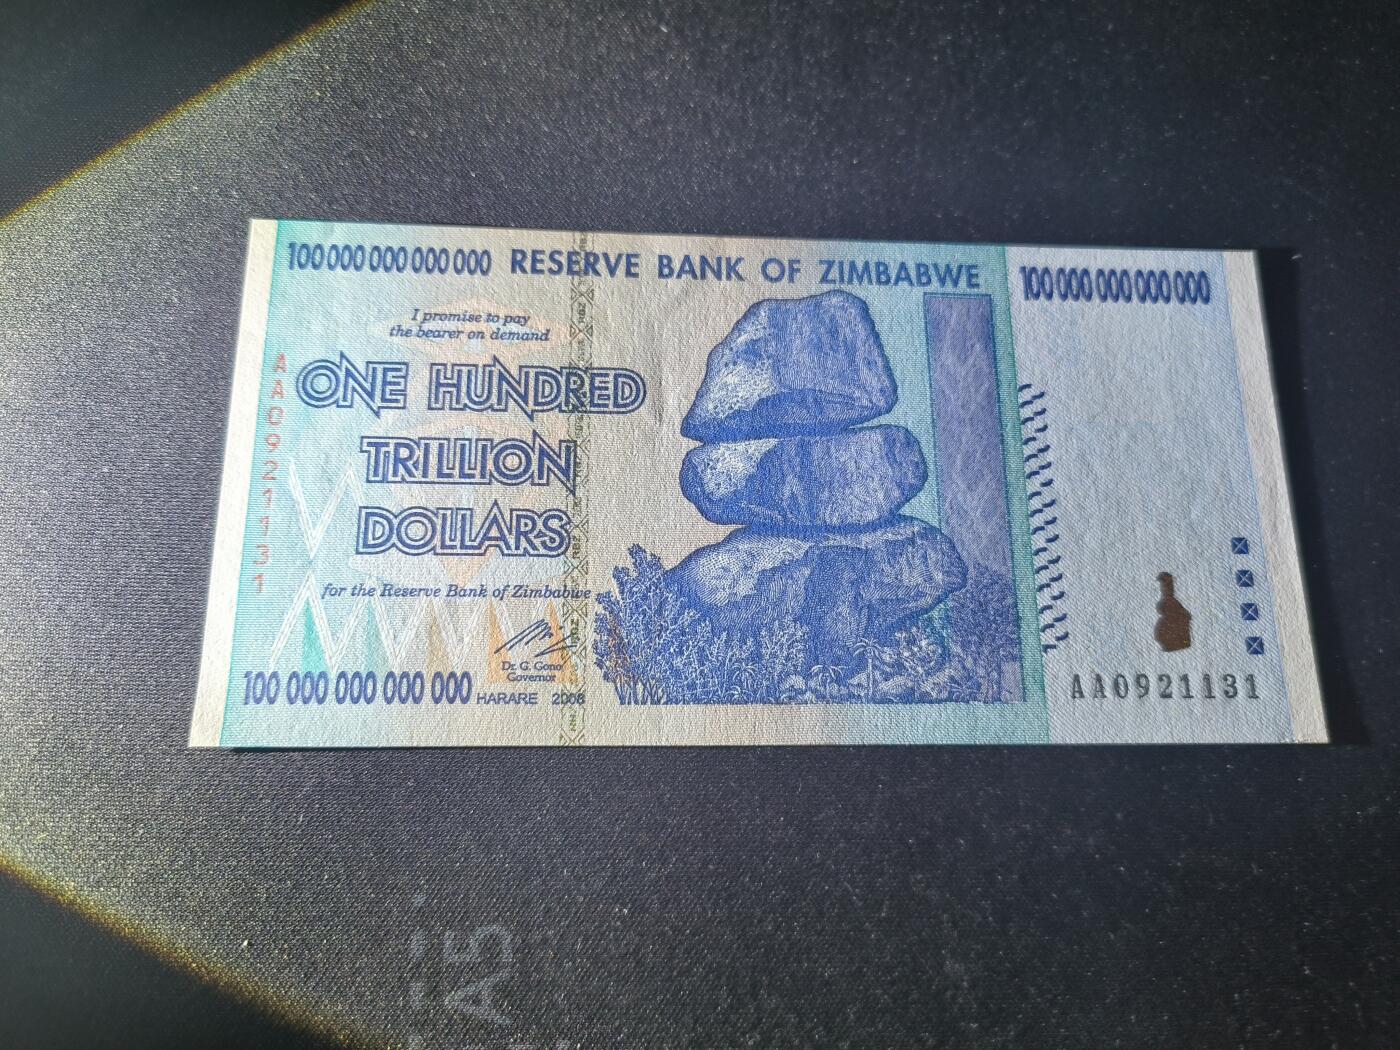 100 000 000 000 000 RESERVE BANK OF ZIMBABWE 100 000 000 000 000
I promise to pay
the bearer on demand
ONE HUNDRED
TRILLION
DOLLARS
for the Reserve Bank of Zimbabwe
Dr. G. Gono
Governor
100 000 000 000 000 HARARE 2008
AA0921131
AA0921131
A5